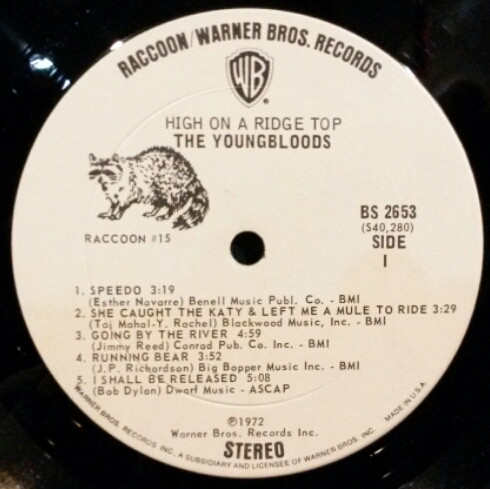 RACCOON/WARNER BROS. RECORDS
WB
®
HIGH ON A RIDGE TOP
THE YOUNGBLOODS
RACCOON #15
BS 2653
(S40,280)
SIDE
1
1. SPEEDO 3:19
(Esther Navarre) Benell Music Publ. Co. - BMI
2. SHE CAUGHT THE KATY & LEFT ME A MULE TO RIDE 3:29
(Taj Mahal-Y. Rachel) Blackwood Music, Inc. - BMI
3. GOING BY THE RIVER 4:59
(Jimmy Reed) Conrad Pub. Co. Inc. - BMI
4. RUNNING BEAR 3:52
(J.P. Richardson) Big Bopper Music Inc. - BMI
5. I SHALL BE RELEASED 5:08
(Bob Dylan) Dwarf Music - ASCAP
℗1972
Warner Bros. Records Inc.
STEREO
WARNER BROS. RECORDS INC., A SUBSIDIARY AND LICENSEE OF WARNER BROS. INC. MADE IN U.S.A.